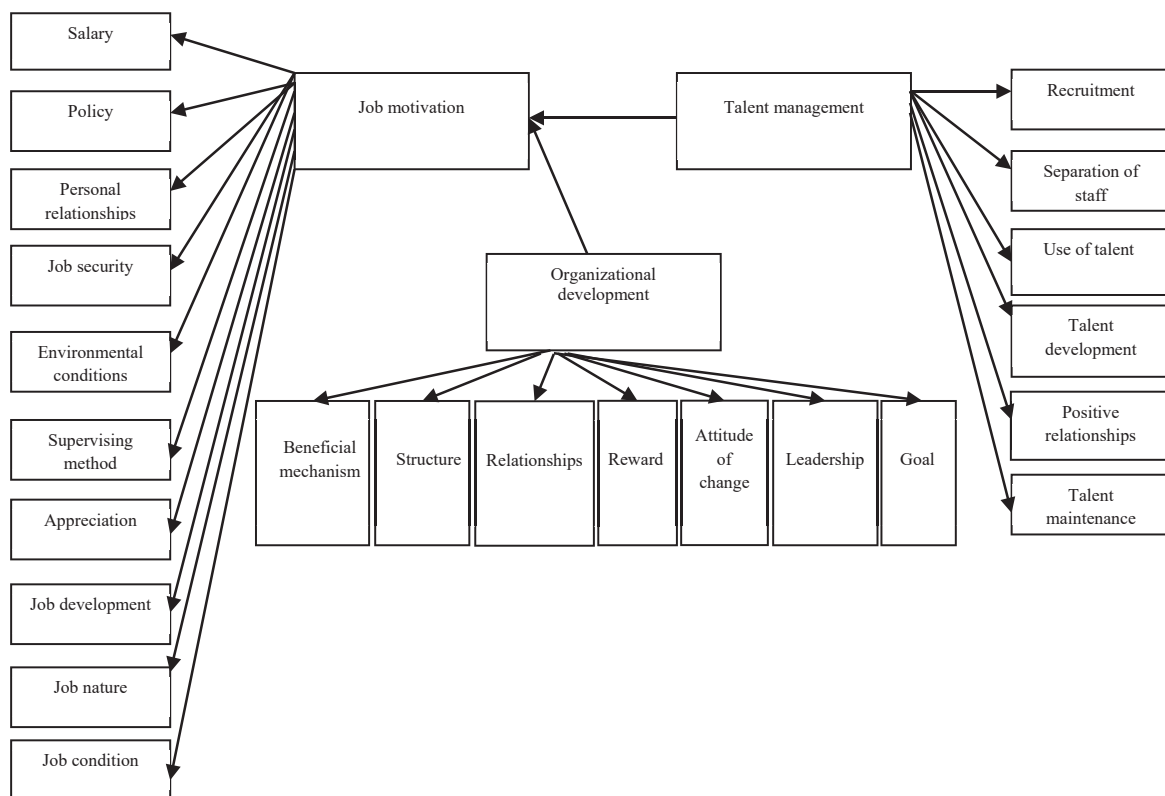 Salary
Policy
Personal
relationships
Job security
Environmental
conditions
Supervising
method
Appreciation
Job development
Job nature
Job condition
Job motivation
Talent management
Organizational
development
Beneficial
mechanism
Structure
Relationships
Reward
Attitude
of
change
Leadership
Goal
Recruitment
Separation of
staff
Use of talent
Talent
development
Positive
relationships
Talent
maintenance